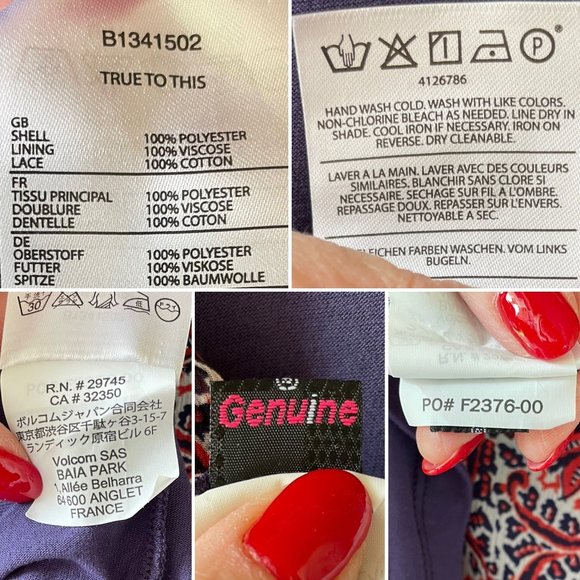 B1341502
TRUE TO THIS
GB
SHELL 100% POLYESTER
LINING 100% VISCOSE
LACE 100% COTTON
FR
TISSU PRINCIPAL 100% POLYESTER
DOUBLURE 100% VISCOSE
DENTELLE 100% COTON
DE
OBERSTOFF 100% POLYESTER
FUTTER 100% VISKOSE
SPITZE 100% BAUMWOLLE
P
4126786
HAND WASH COLD. WASH WITH LIKE COLORS.
NON-CHLORINE BLEACH AS NEEDED. LINE DRY IN
SHADE. COOL IRON IF NECESSARY. IRON ON
REVERSE. DRY CLEANABLE.
LAVER A LA MAIN. LAVER AVEC DES COULEURS
SIMILAIRES. BLANCHIR SANS CLORE SI
NECESSAIRE. SECHAGE SUR FIL A L'OMBRE.
REPASSAGE DOUX. REPASSER SUR L'ENVERS.
NETTOYABLE A SEC.
GLEICHEN FARBEN WASCHEN. VOM LINKS
BUGELN.
30
R.N. # 29745
CA # 32350
ボルコムジャパン合同会社
東京都渋谷区千駄ヶ谷3-15-7
ランディック原宿ビル 6F
Volcom SAS
BAIA PARK
1,Allée Belharra
64600 ANGLET
FRANCE
®
Genuine
R.N. # 29745
PO# F2376-00